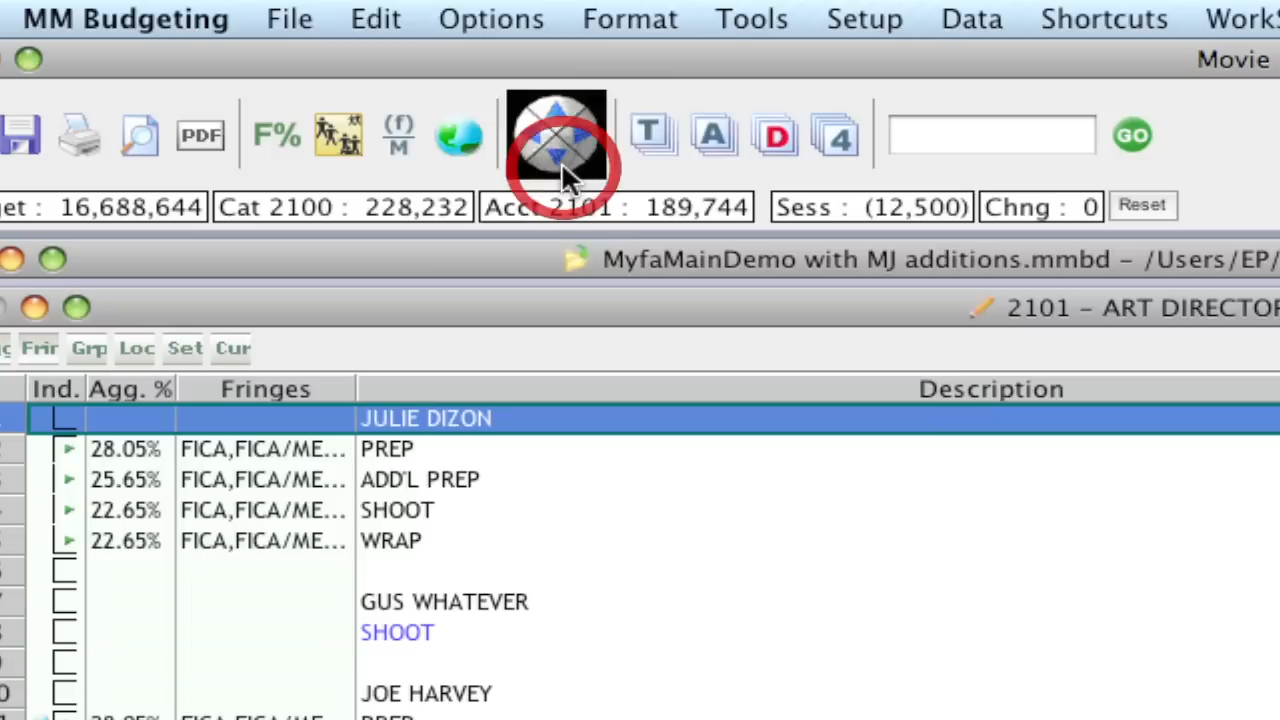 MM Budgeting File Edit Options Format Tools Setup Data Shortcuts
Movie
PDF F% (f) M T A D 4 GO
: 16,688,644 Cat 2100 : 228,232 Acct 2101 : 189,744 Sess : (12,500) Chng : 0 Reset
MyfaMainDemo with MJ additions.mmbd - /Users/EP/
2101 - ART DIRECTOR
Frin Grp Loc Set Cur
Ind. Agg. % Fringes Description
JULIE DIZON
28.05% FICA,FICA/ME... PREP
25.65% FICA,FICA/ME... ADD'L PREP
22.65% FICA,FICA/ME... SHOOT
22.65% FICA,FICA/ME... WRAP
GUS WHATEVER
SHOOT
JOE HARVEY